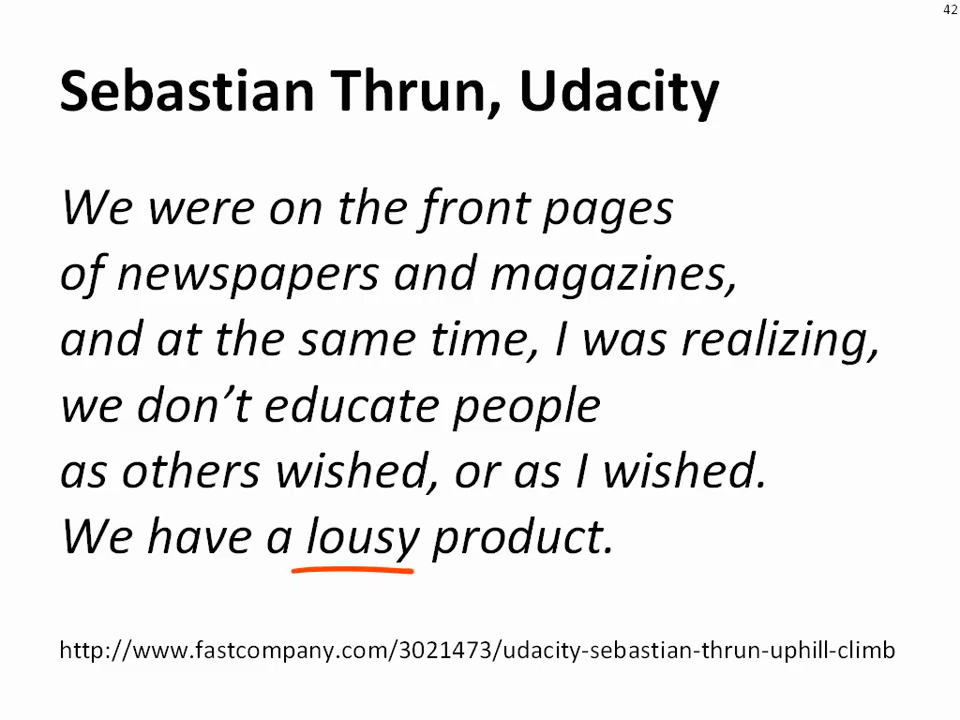 42
Sebastian Thrun, Udacity
We were on the front pages
of newspapers and magazines,
and at the same time, I was realizing,
we don’t educate people
as others wished, or as I wished.
We have a lousy product.
http://www.fastcompany.com/3021473/udacity-sebastian-thrun-uphill-climb